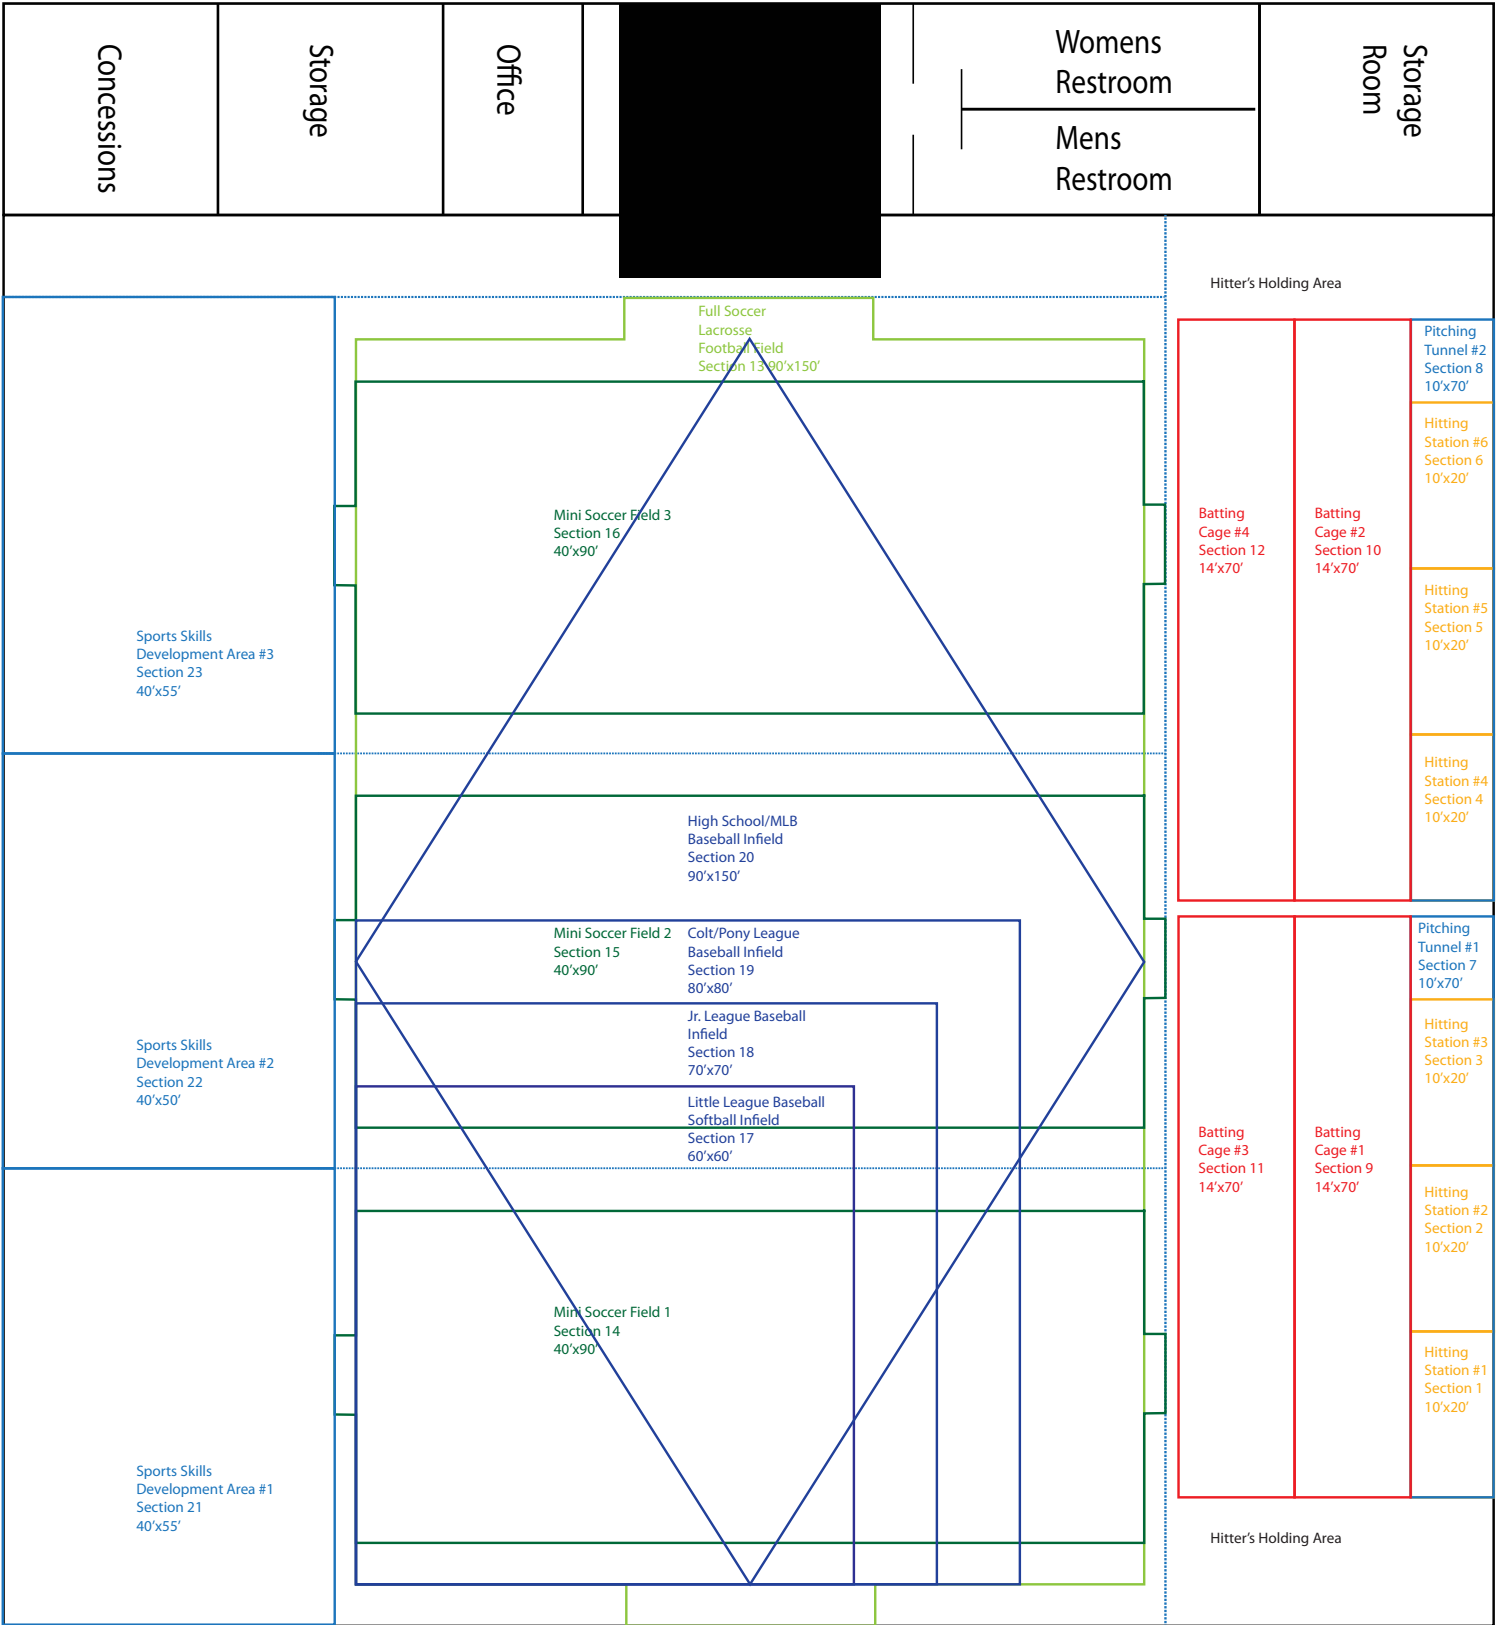 Concessions
Storage
Office
Womens
Restroom
Mens
Restroom
Storage
Room
Hitter's Holding Area
Full Soccer
Lacrosse
Football Field
Section 13 90'x150'
Pitching
Tunnel #2
Section 8
10'x70'
Hitting
Station #6
Section 6
10'x20'
Mini Soccer Field 3
Section 16
40'x90'
Batting
Cage #4
Section 12
14'x70'
Batting
Cage #2
Section 10
14'x70'
Hitting
Station #5
Section 5
10'x20'
Sports Skills
Development Area #3
Section 23
40'x55'
Hitting
Station #4
Section 4
10'x20'
High School/MLB
Baseball Infield
Section 20
90'x150'
Mini Soccer Field 2
Section 15
40'x90'
Colt/Pony League
Baseball Infield
Section 19
80'x80'
Pitching
Tunnel #1
Section 7
10'x70'
Jr. League Baseball
Infield
Section 18
70'x70'
Hitting
Station #3
Section 3
10'x20'
Sports Skills
Development Area #2
Section 22
40'x50'
Little League Baseball
Softball Infield
Section 17
60'x60'
Batting
Cage #3
Section 11
14'x70'
Batting
Cage #1
Section 9
14'x70'
Hitting
Station #2
Section 2
10'x20'
Mini Soccer Field 1
Section 14
40'x90'
Hitting
Station #1
Section 1
10'x20'
Sports Skills
Development Area #1
Section 21
40'x55'
Hitter's Holding Area